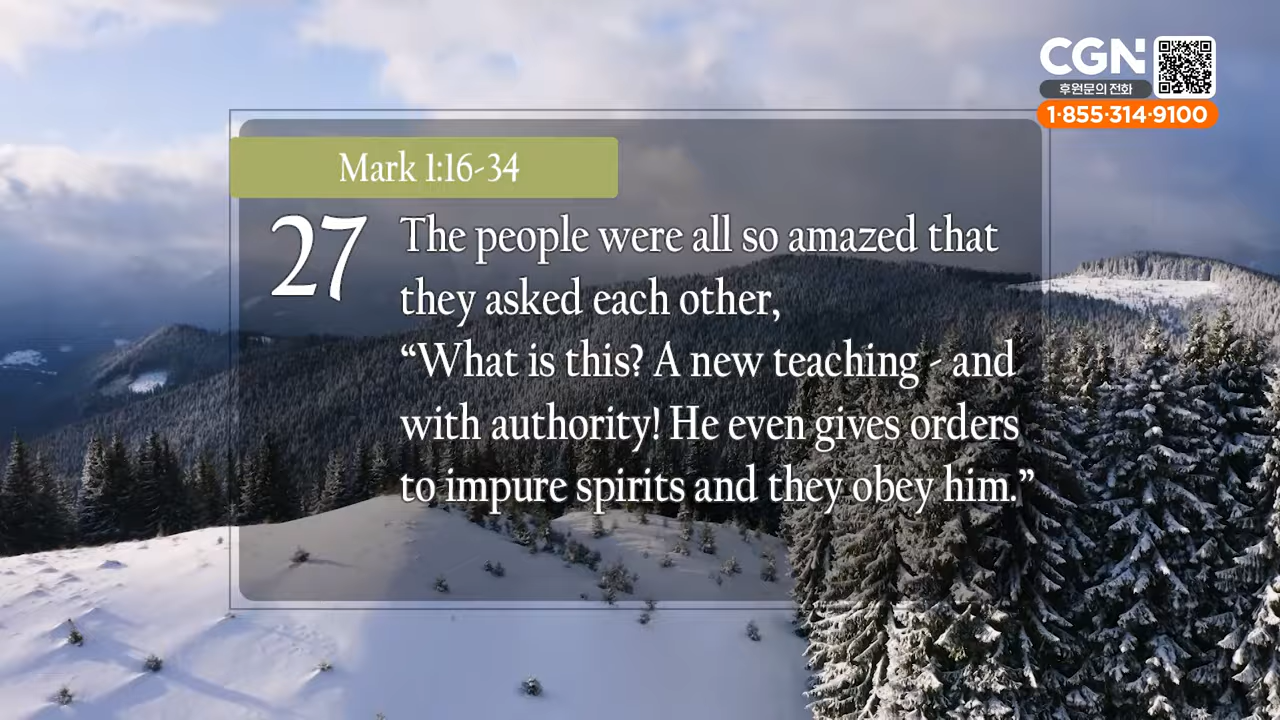 CGN
후원문의 전화
1·855·314·9100
Mark 1:16-34
27
The people were all so amazed that
they asked each other,
“What is this? A new teaching - and
with authority! He even gives orders
to impure spirits and they obey him.”